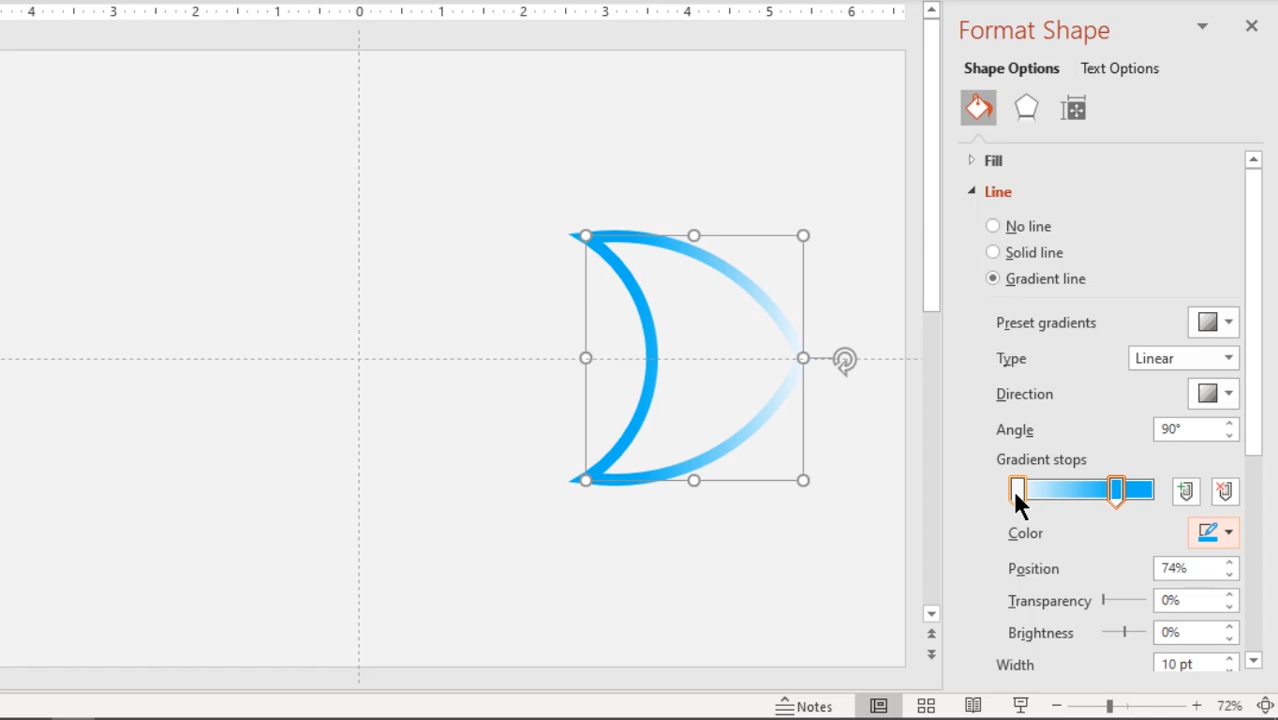 4 3 2 1 0 1 2 3 4 5 6
Format Shape
Shape Options Text Options
Fill
Line
No line
Solid line
Gradient line
Preset gradients
Type Linear
Direction
Angle 90°
Gradient stops
Color
Position 74%
Transparency 0%
Brightness 0%
Width 10 pt
Notes 72%